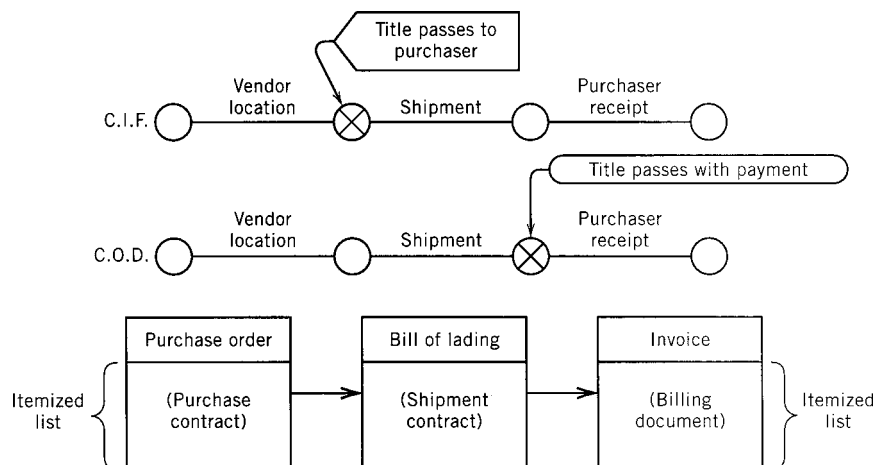 Title passes to
purchaser
Vendor
location
Shipment
Purchaser
receipt
C.I.F.
Title passes with payment
Vendor
location
Shipment
Purchaser
receipt
C.O.D.
Purchase order
Bill of lading
Invoice
Itemized
list
(Purchase
contract)
(Shipment
contract)
(Billing
document)
Itemized
list